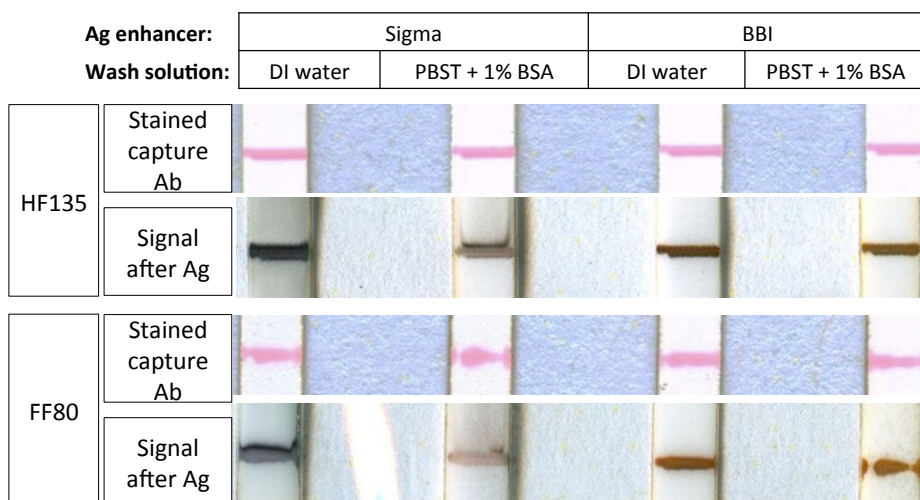 Ag enhancer: Sigma BBI
Wash solution: DI water PBST + 1% BSA DI water PBST + 1% BSA
HF135
Stained
capture
Ab
Signal
after Ag
FF80
Stained
capture
Ab
Signal
after Ag